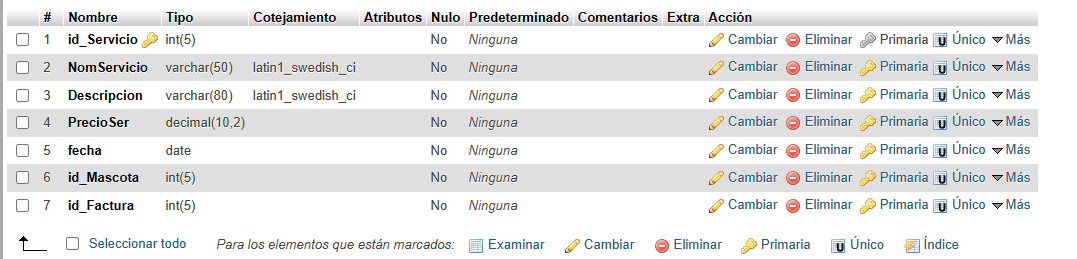 # Nombre Tipo Cotejamiento Atributos Nulo Predeterminado Comentarios Extra Acción
1 id_Servicio int(5) No Ninguna Cambiar Eliminar Primaria Único Más
2 NomServicio varchar(50) latin1_swedish_ci No Ninguna Cambiar Eliminar Primaria Único Más
3 Descripcion varchar(80) latin1_swedish_ci No Ninguna Cambiar Eliminar Primaria Único Más
4 PrecioSer decimal(10,2) No Ninguna Cambiar Eliminar Primaria Único Más
5 fecha date No Ninguna Cambiar Eliminar Primaria Único Más
6 id_Mascota int(5) No Ninguna Cambiar Eliminar Primaria Único Más
7 id_Factura int(5) No Ninguna Cambiar Eliminar Primaria Único Más
Seleccionar todo Para los elementos que están marcados: Examinar Cambiar Eliminar Primaria Único Índice